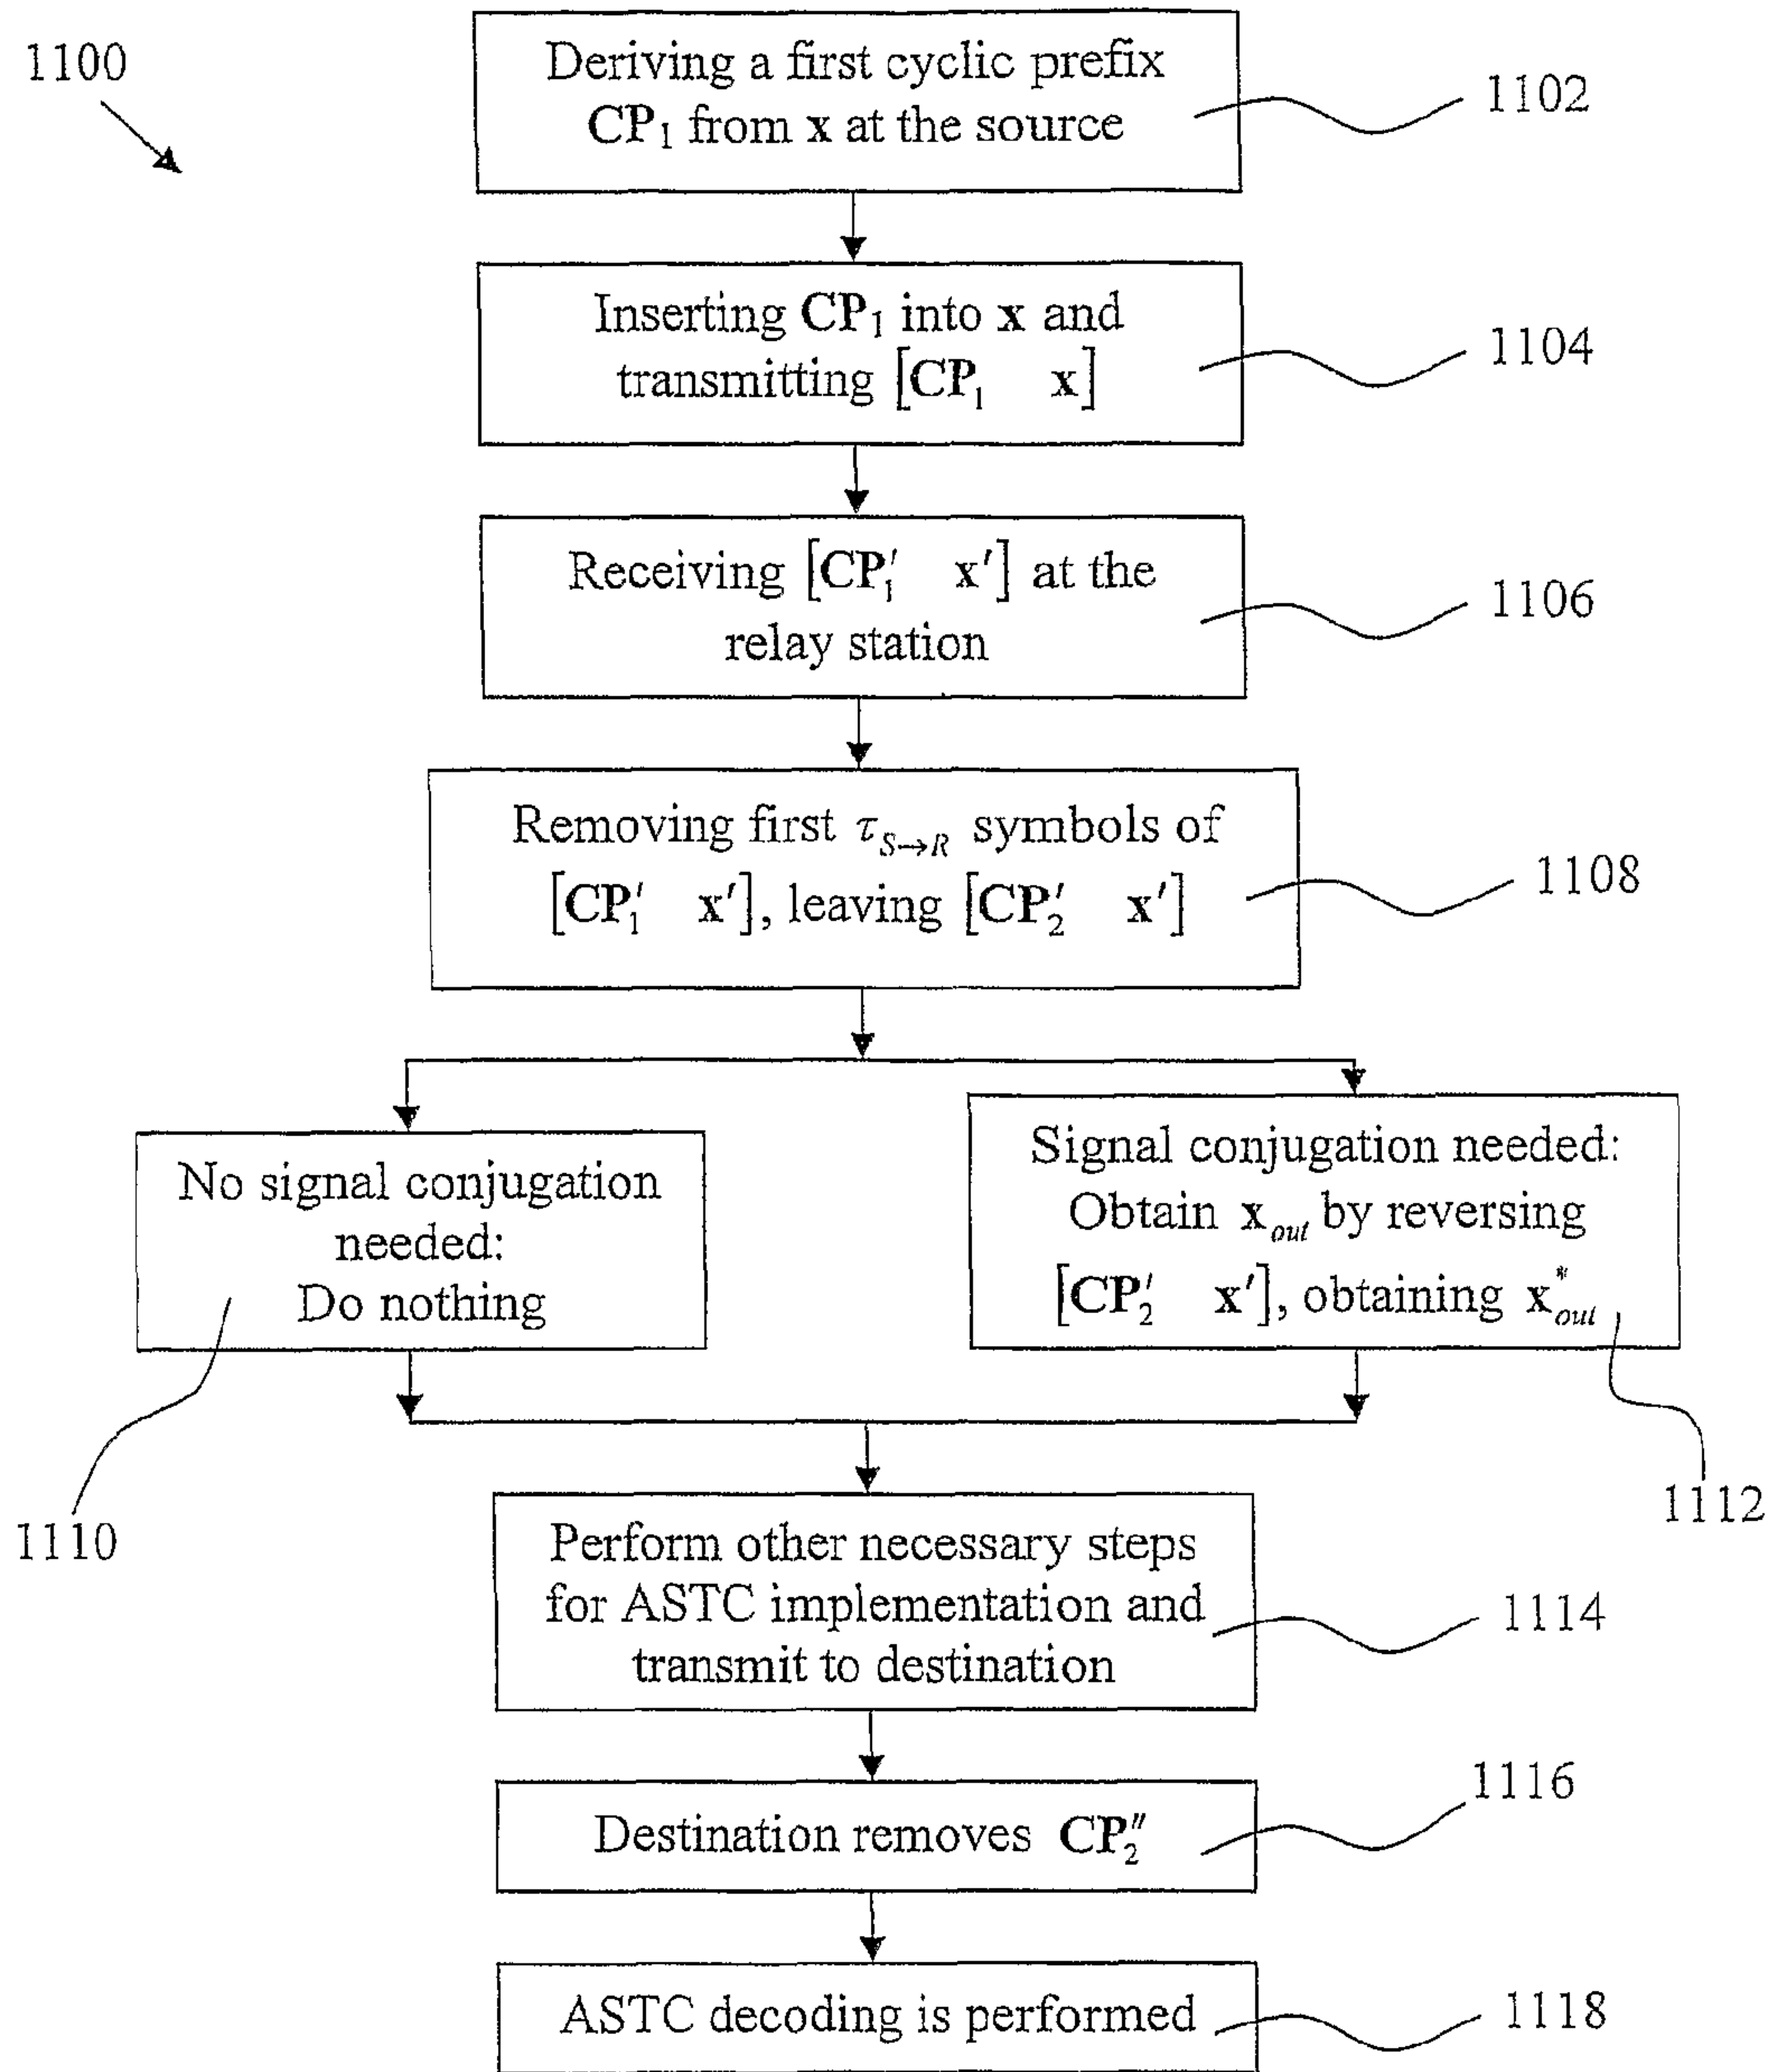 1100
Deriving a first cyclic prefix
CP₁ from x at the source
1102
Inserting CP₁ into x and
transmitting [CP₁ x]
1104
Receiving [CP₁′ x′] at the
relay station
1106
Removing first τ_{S→R} symbols of
[CP₁′ x′], leaving [CP₂′ x′]
1108
No signal conjugation
needed:
Do nothing
1110
Signal conjugation needed:
Obtain x_{out} by reversing
[CP₂′ x′], obtaining x*_{out}
1112
Perform other necessary steps
for ASTC implementation and
transmit to destination
1114
Destination removes CP₂″
1116
ASTC decoding is performed
1118